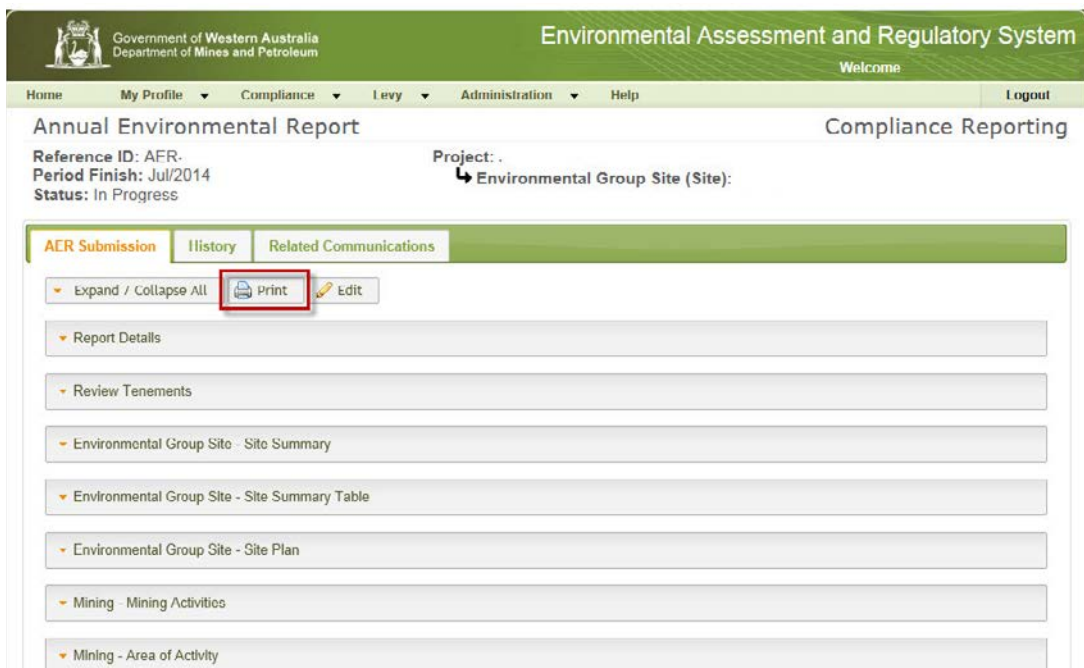 Government of Western Australia
Department of Mines and Petroleum
Environmental Assessment and Regulatory System
Welcome
Home My Profile Compliance Levy Administration Help Logout
Annual Environmental Report Compliance Reporting
Reference ID: AER-
Project: .
Period Finish: Jul/2014
Environmental Group Site (Site):
Status: In Progress
AER Submission History Related Communications
Expand / Collapse All Print Edit
Report Details
Review Tenements
Environmental Group Site - Site Summary
Environmental Group Site - Site Summary Table
Environmental Group Site - Site Plan
Mining - Mining Activities
Mining - Area of Activity